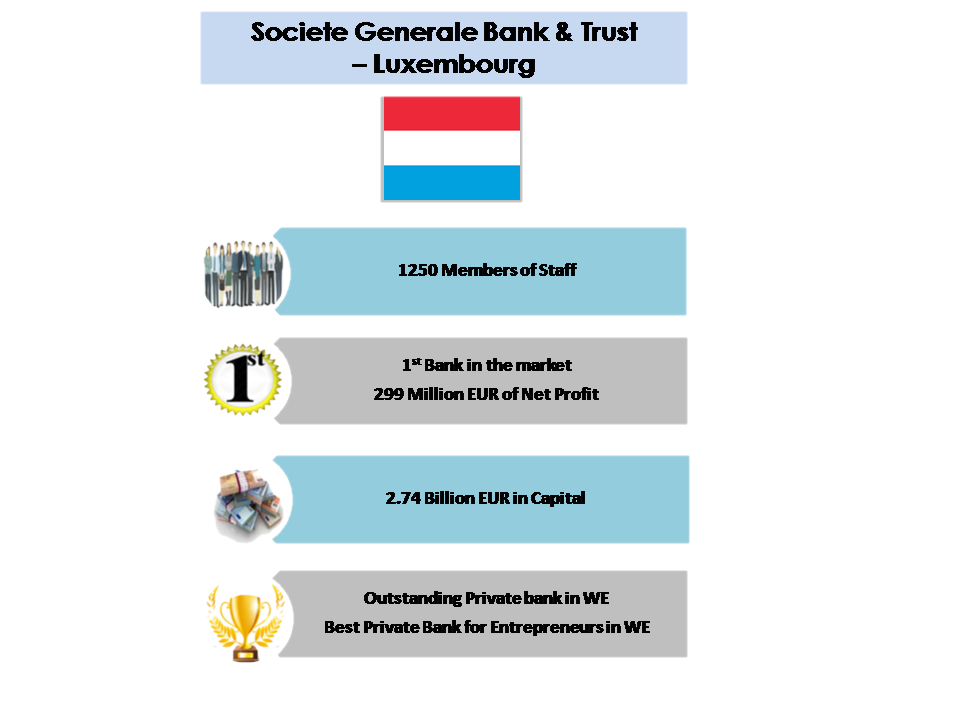 Societe Generale Bank & Trust
– Luxembourg
1250 Members of Staff
1st
1st Bank in the market
299 Million EUR of Net Profit
2.74 Billion EUR in Capital
Outstanding Private bank in WE
Best Private Bank for Entrepreneurs in WE